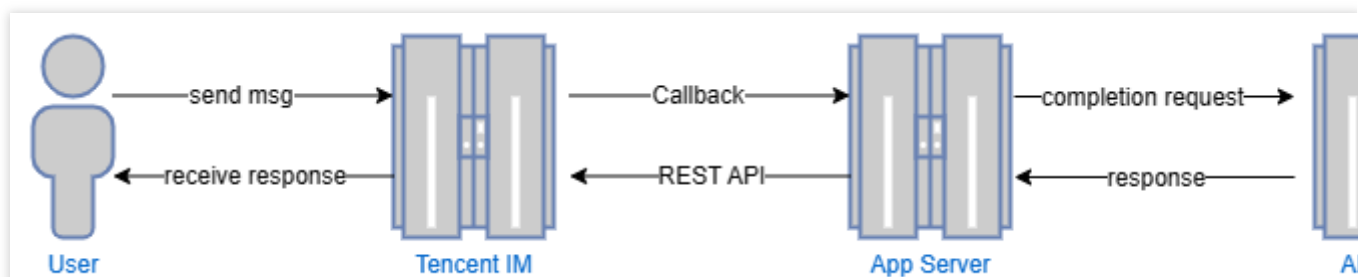 send msg
Callback
completion request
receive response
REST API
response
User
Tencent IM
App Server